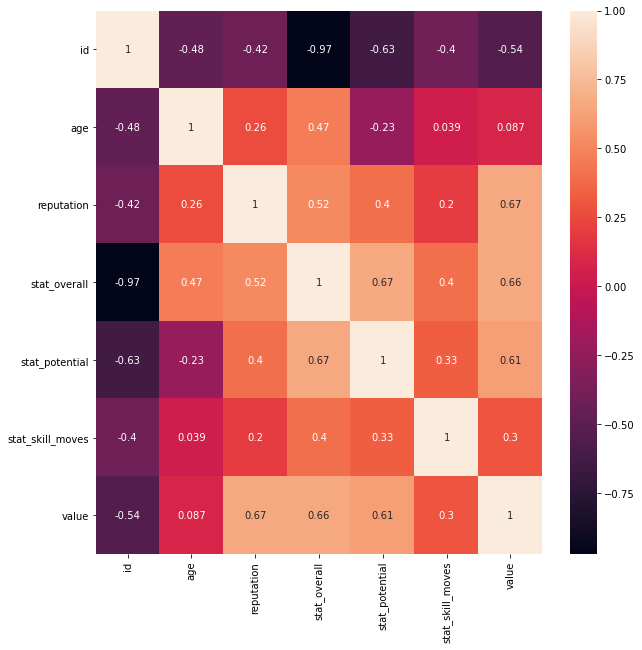 id 1 -0.48 -0.42 -0.97 -0.63 -0.4 -0.54
age -0.48 1 0.26 0.47 -0.23 0.039 0.087
reputation -0.42 0.26 1 0.52 0.4 0.2 0.67
stat_overall -0.97 0.47 0.52 1 0.67 0.4 0.66
stat_potential -0.63 -0.23 0.4 0.67 1 0.33 0.61
stat_skill_moves -0.4 0.039 0.2 0.4 0.33 1 0.3
value -0.54 0.087 0.67 0.66 0.61 0.3 1
id
age
reputation
stat_overall
stat_potential
stat_skill_moves
value
1.00
0.75
0.50
0.25
0.00
-0.25
-0.50
-0.75